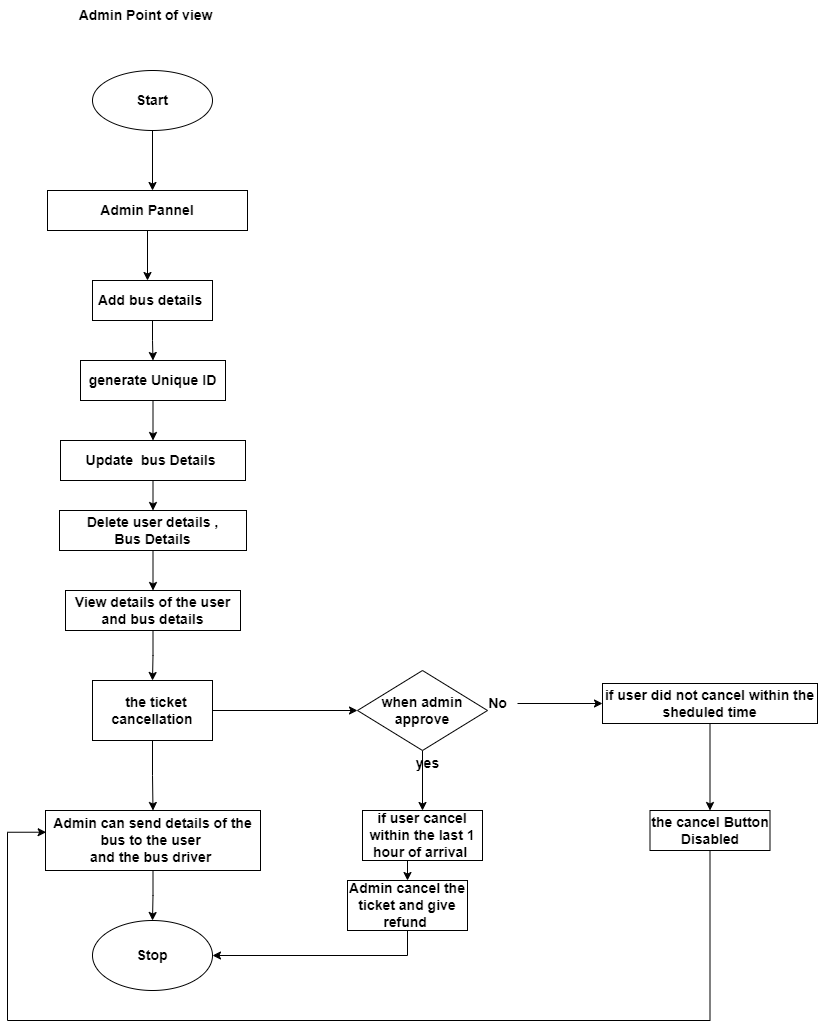 Admin Point of view
Start
Admin Pannel
Add bus details
generate Unique ID
Update  bus Details
Delete user details ,
Bus Details
View details of the user
and bus details
the ticket
cancellation
when admin
approve
No
if user did not cancel within the
sheduled time
yes
Admin can send details of the
bus to the user
and the bus driver
if user cancel
within the last 1
hour of arrival
the cancel Button
Disabled
Admin cancel the
ticket and give
refund
Stop